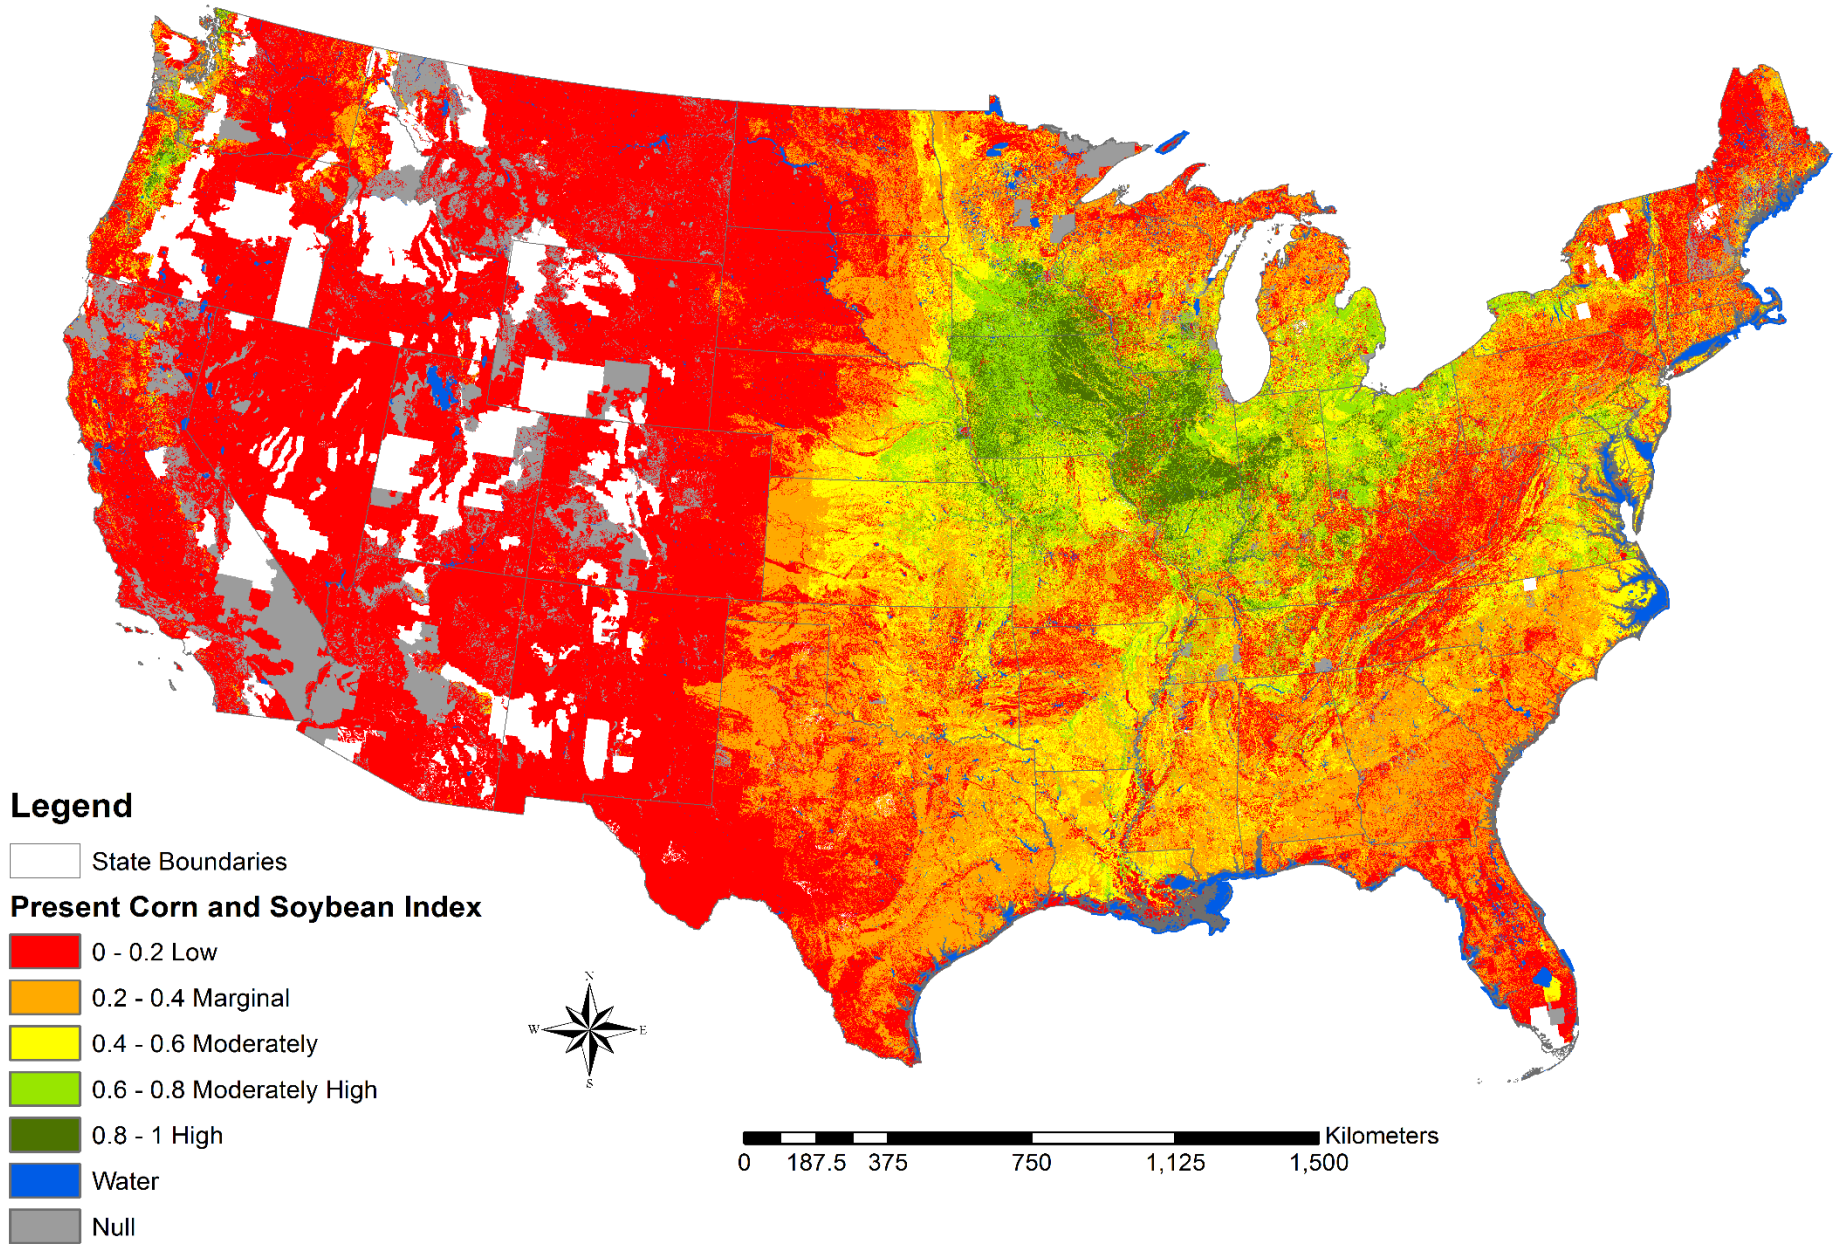 Legend
State Boundaries
Present Corn and Soybean Index
0 - 0.2 Low
0.2 - 0.4 Marginal
0.4 - 0.6 Moderately
0.6 - 0.8 Moderately High
0.8 - 1 High
Water
Null
N
W E
S
Kilometers
0 187.5 375 750 1,125 1,500